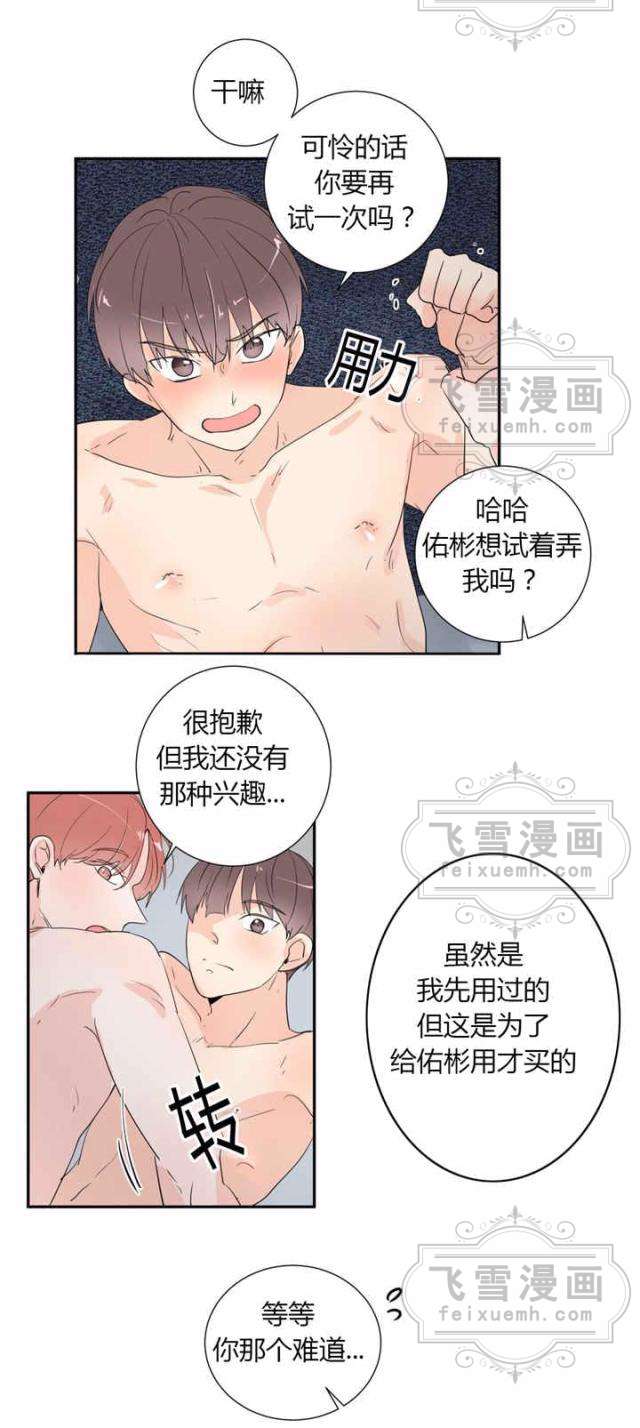 干嘛
可怜的话
你要再
试一次吗？
用力
飞雪漫画
feixuemh.com
哈哈
佑彬想试着弄
我吗？
很抱歉
但我还没有
那种兴趣...
飞雪漫画
feixuemh.com
虽然是
我先用过的
但这是为了
给佑彬用才买的
转
飞雪漫画
feixuemh.com
等等
你那个难道...